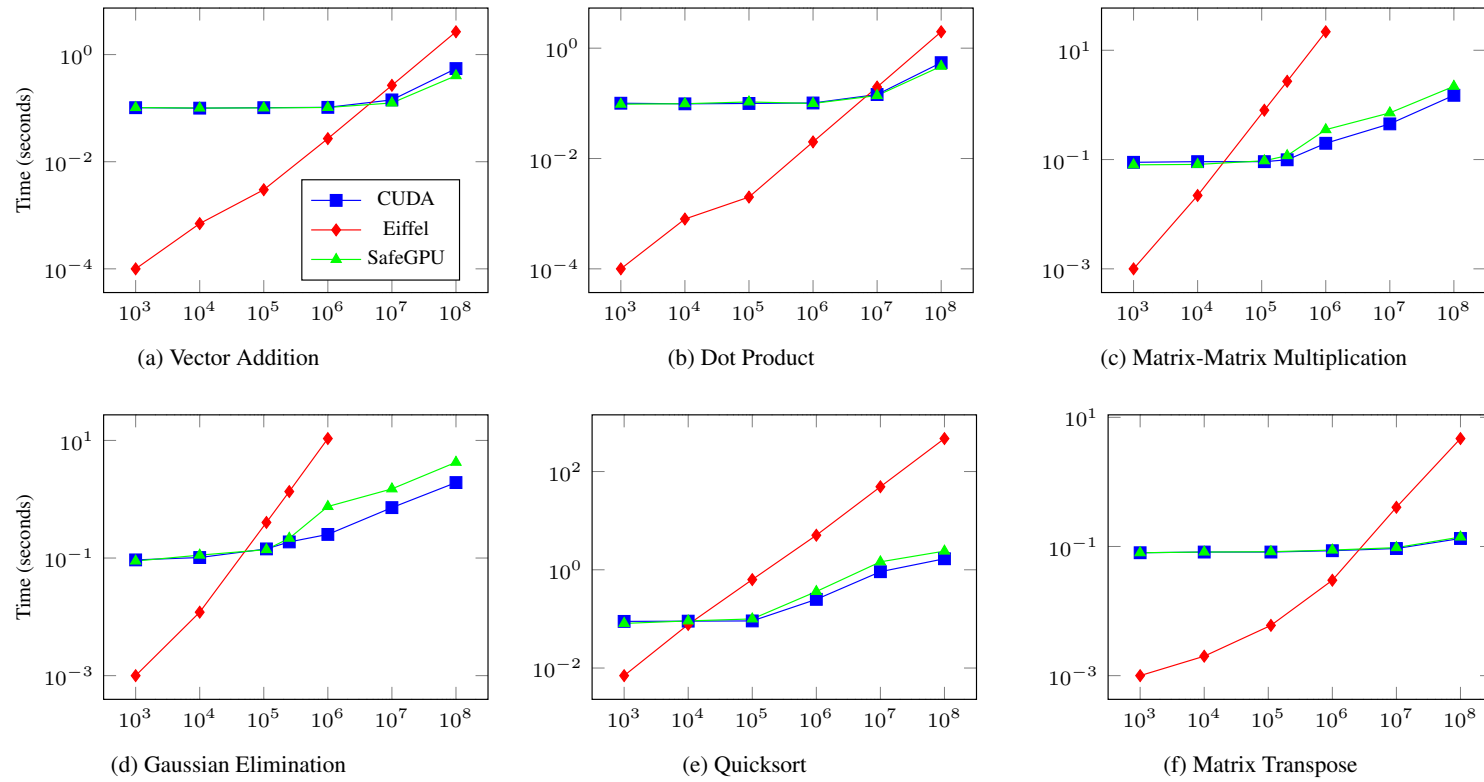 10^0
10^−2
10^−4
Time (seconds)
CUDA
Eiffel
SafeGPU
10^3 10^4 10^5 10^6 10^7 10^8
(a) Vector Addition
10^0
10^−2
10^−4
10^3 10^4 10^5 10^6 10^7 10^8
(b) Dot Product
10^1
10^−1
10^−3
10^3 10^4 10^5 10^6 10^7 10^8
(c) Matrix-Matrix Multiplication
10^1
10^−1
10^−3
Time (seconds)
10^3 10^4 10^5 10^6 10^7 10^8
(d) Gaussian Elimination
10^2
10^0
10^−2
10^3 10^4 10^5 10^6 10^7 10^8
(e) Quicksort
10^1
10^−1
10^−3
10^3 10^4 10^5 10^6 10^7 10^8
(f) Matrix Transpose